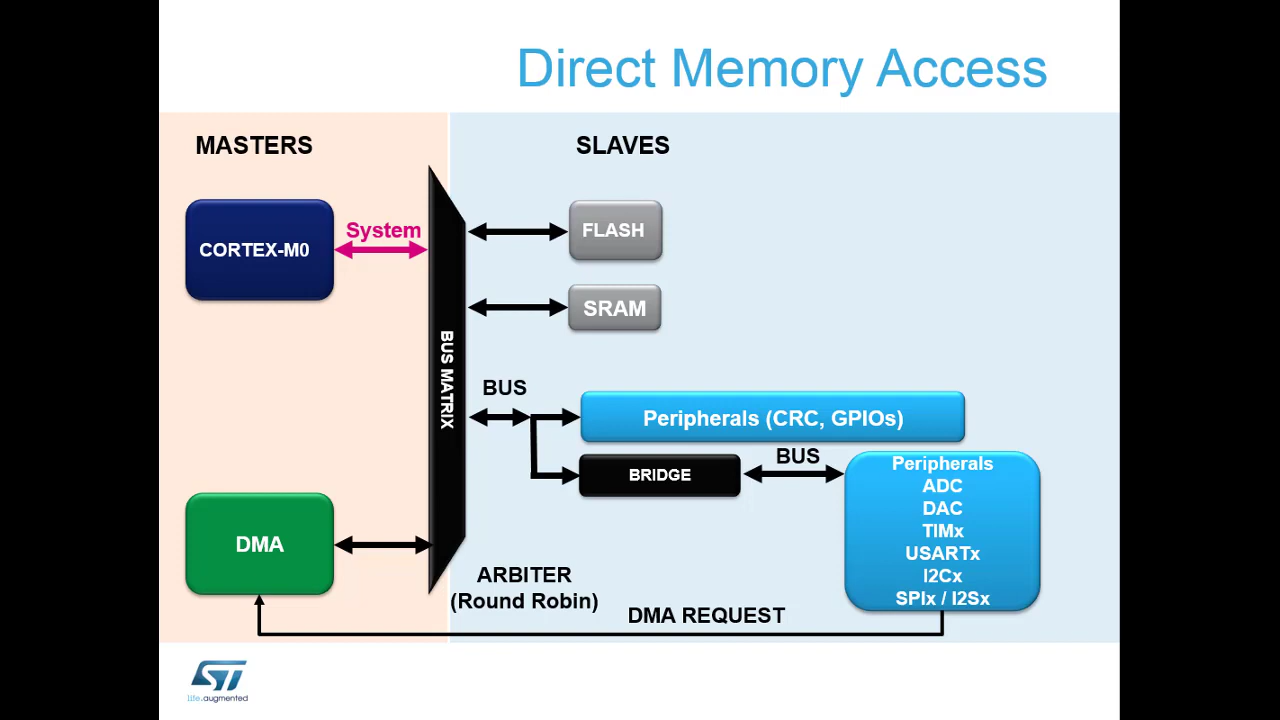 Direct Memory Access
MASTERS
SLAVES
CORTEX-M0
System
FLASH
SRAM
BUS MATRIX
BUS
Peripherals (CRC, GPIOs)
BRIDGE
BUS
Peripherals
ADC
DAC
TIMx
USARTx
I2Cx
SPIx / I2Sx
DMA
ARBITER
(Round Robin)
DMA REQUEST
ST
life.augmented